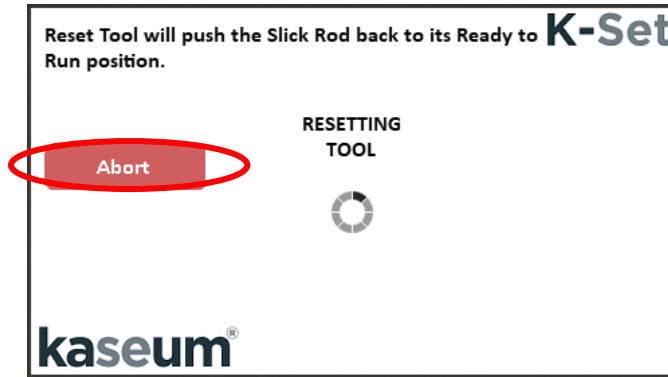 Reset Tool will push the Slick Rod back to its Ready to
Run position.
K-Set
RESETTING
TOOL
Abort
kaseum®